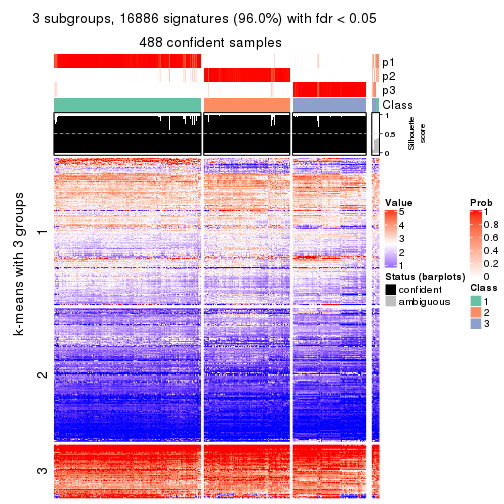 3 subgroups, 16886 signatures (96.0%) with fdr < 0.05
488 confident samples
p1
p2
p3
Class
1
0.5
0
Silhouette
score
k-means with 3 groups
1
2
3
Value
5
4
3
2
1
Status (barplots)
confident
ambiguous
Prob
1
0.8
0.6
0.4
0.2
0
Class
1
2
3